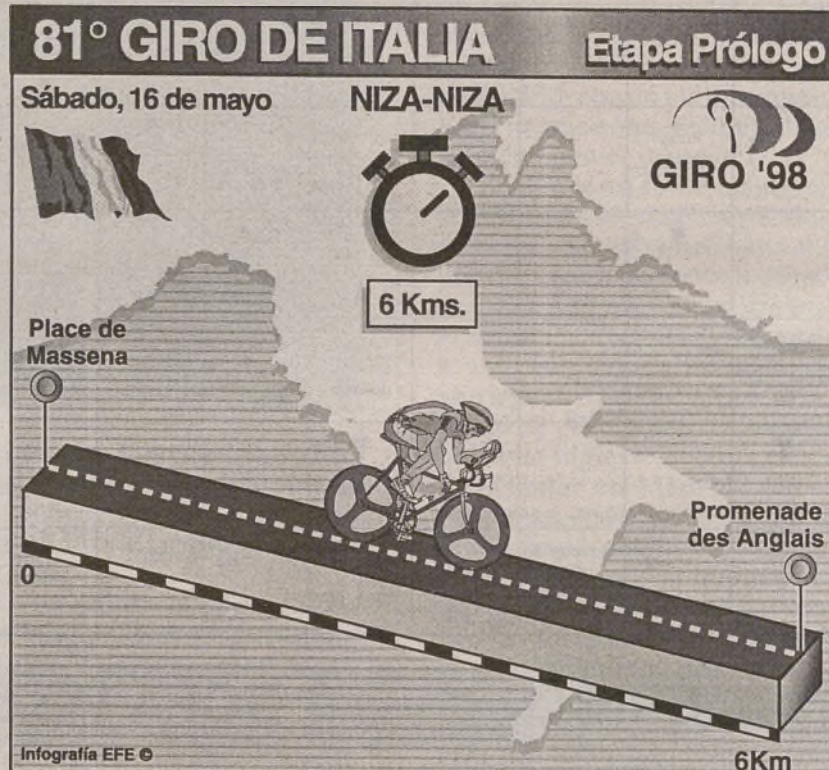 81° GIRO DE ITALIA
Etapa Prólogo
Sábado, 16 de mayo
NIZA-NIZA
GIRO '98
6 Kms.
Place de
Massena
Promenade
des Anglais
0
6Km
Infografía EFE ©